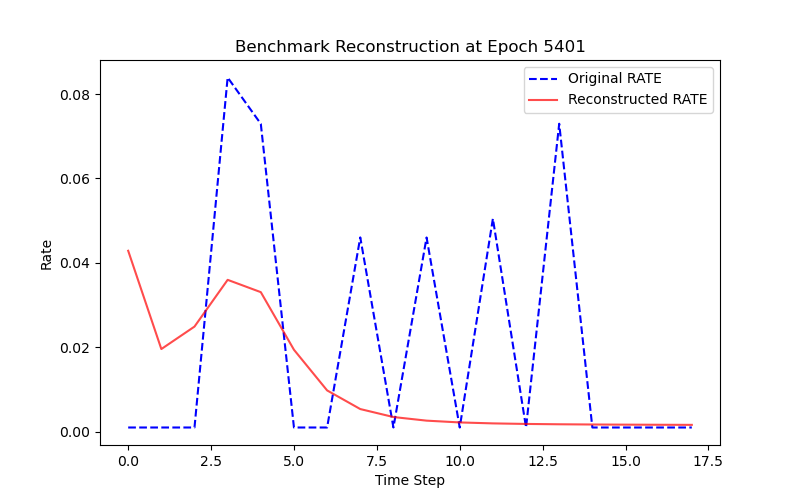 Benchmark Reconstruction at Epoch 5401
Original RATE
Reconstructed RATE
0.08
0.06
0.04
0.02
0.00
Rate
0.0 2.5 5.0 7.5 10.0 12.5 15.0 17.5
Time Step